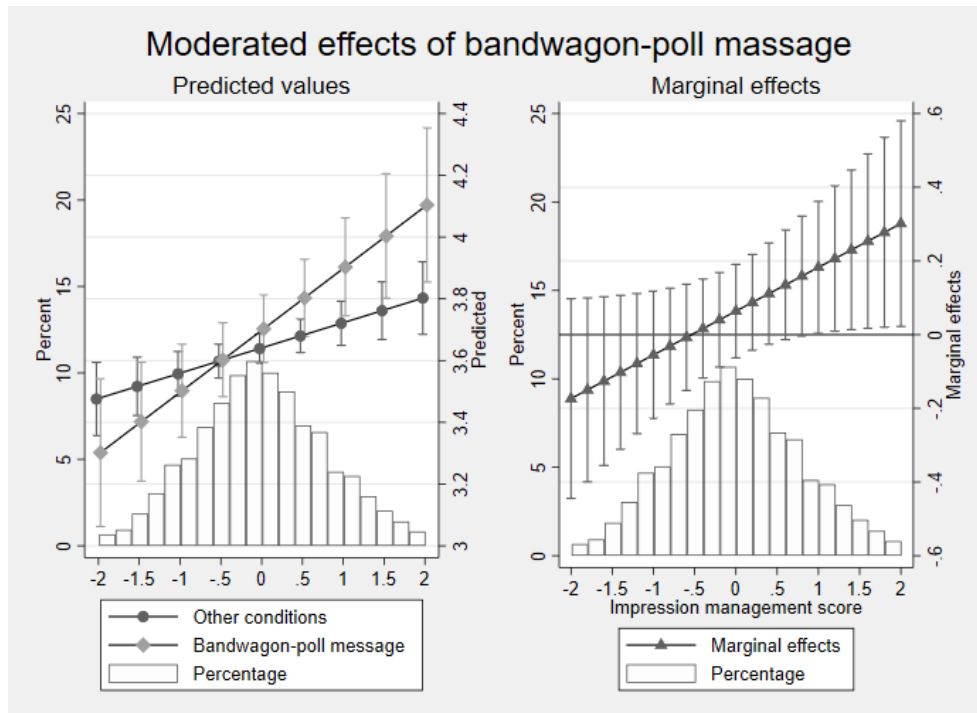 Moderated effects of bandwagon-poll massage
Predicted values
Percent
25
20
15
10
5
0
4.4
4.2
4
3.8
3.6
3.4
3.2
3
Predicted
-2 -1.5 -1 -.5 0 .5 1 1.5 2
Other conditions
Bandwagon-poll message
Percentage
Marginal effects
Percent
25
20
15
10
5
0
.6
.4
.2
0
-.2
-.4
-.6
Marginal effects
-2 -1.5 -1 -.5 0 .5 1 1.5 2
Impression management score
Marginal effects
Percentage